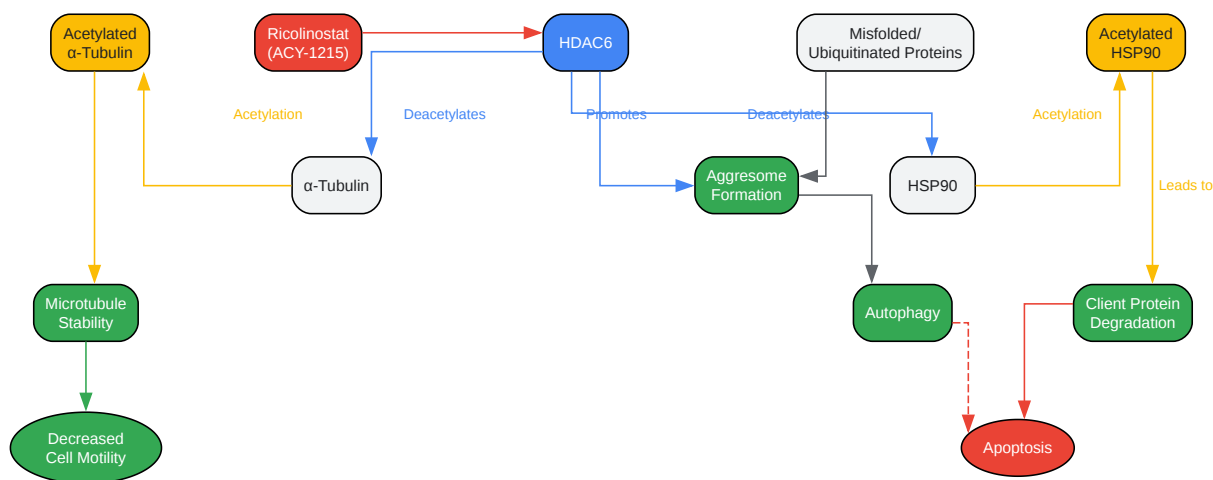 Acetylated
α-Tubulin
Ricolinostat
(ACY-1215)
HDAC6
Misfolded/
Ubiquitinated Proteins
Acetylated
HSP90
Acetylation
Deacetylates
Promotes
Deacetylates
Acetylation
α-Tubulin
Aggresome
Formation
HSP90
Leads to
Microtubule
Stability
Autophagy
Client Protein
Degradation
Decreased
Cell Motility
Apoptosis